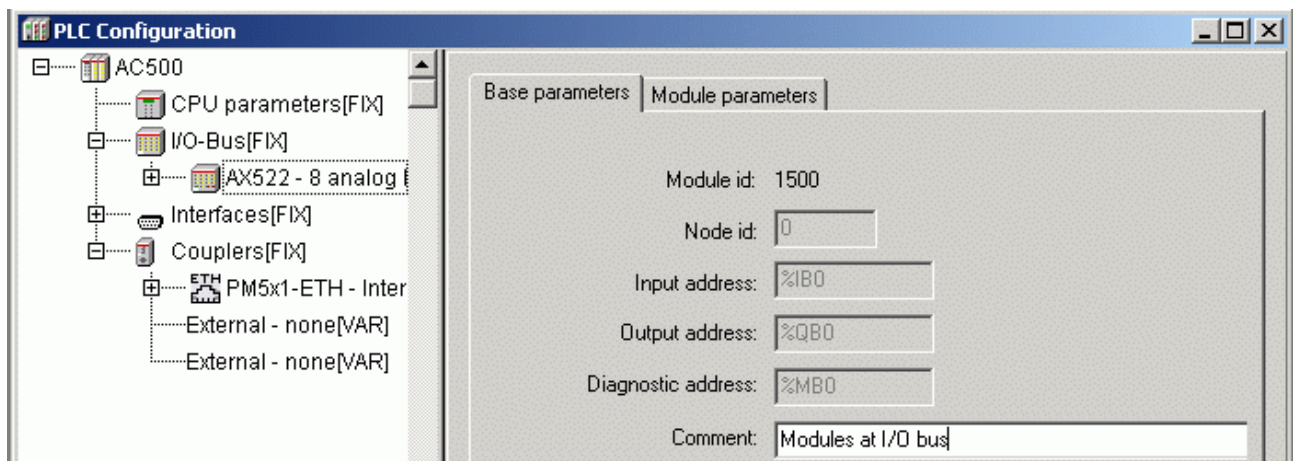 PLC Configuration
AC500
CPU parameters[FIX]
I/O-Bus[FIX]
AX522 - 8 analog
Interfaces[FIX]
Couplers[FIX]
ETH PM5x1-ETH - Inter
External - none[VAR]
External - none[VAR]
Base parameters Module parameters
Module id: 1500
Node id: 0
Input address: %IB0
Output address: %QB0
Diagnostic address: %MB0
Comment: Modules at I/O bus